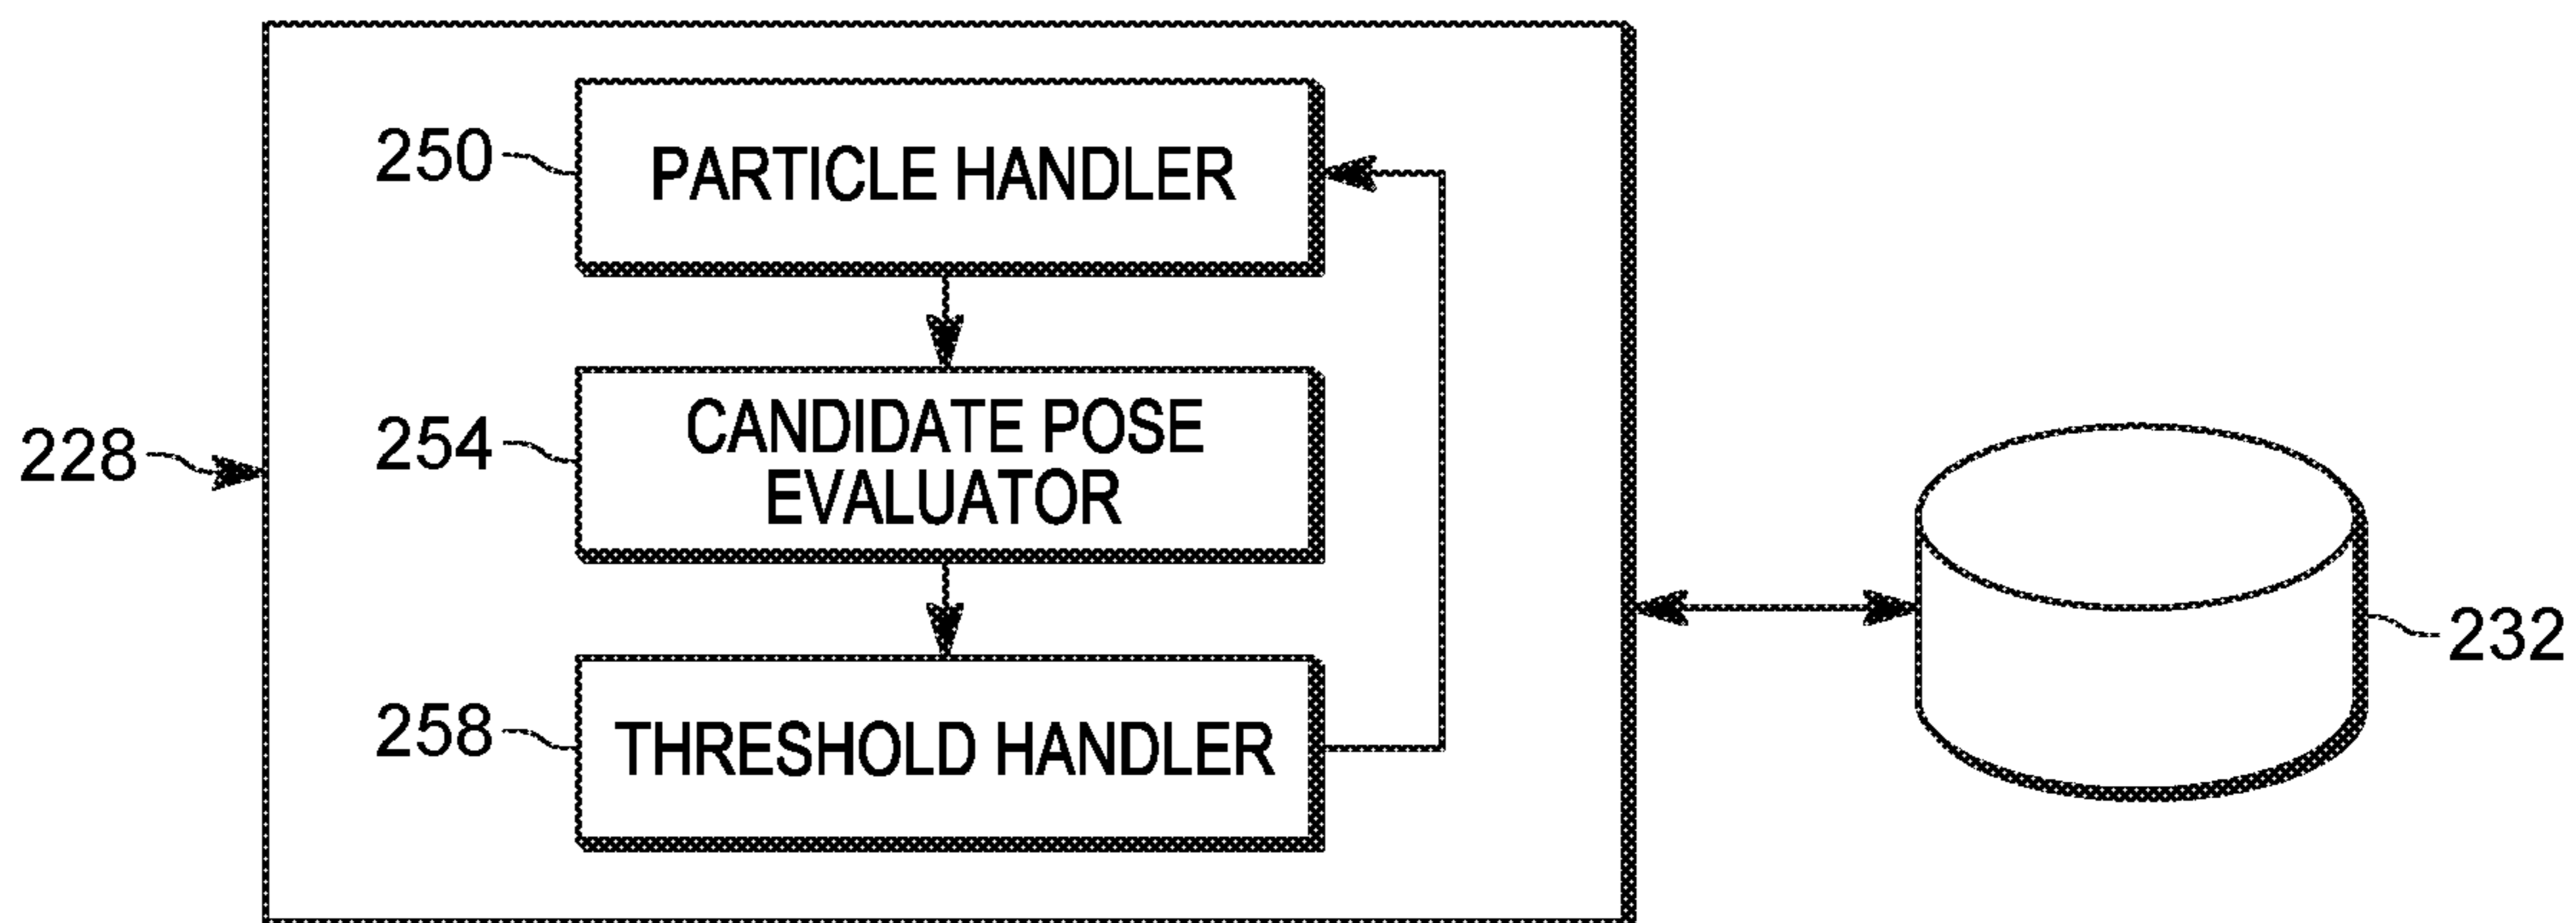 250
PARTICLE HANDLER
228
254
CANDIDATE POSE
EVALUATOR
258
THRESHOLD HANDLER
232